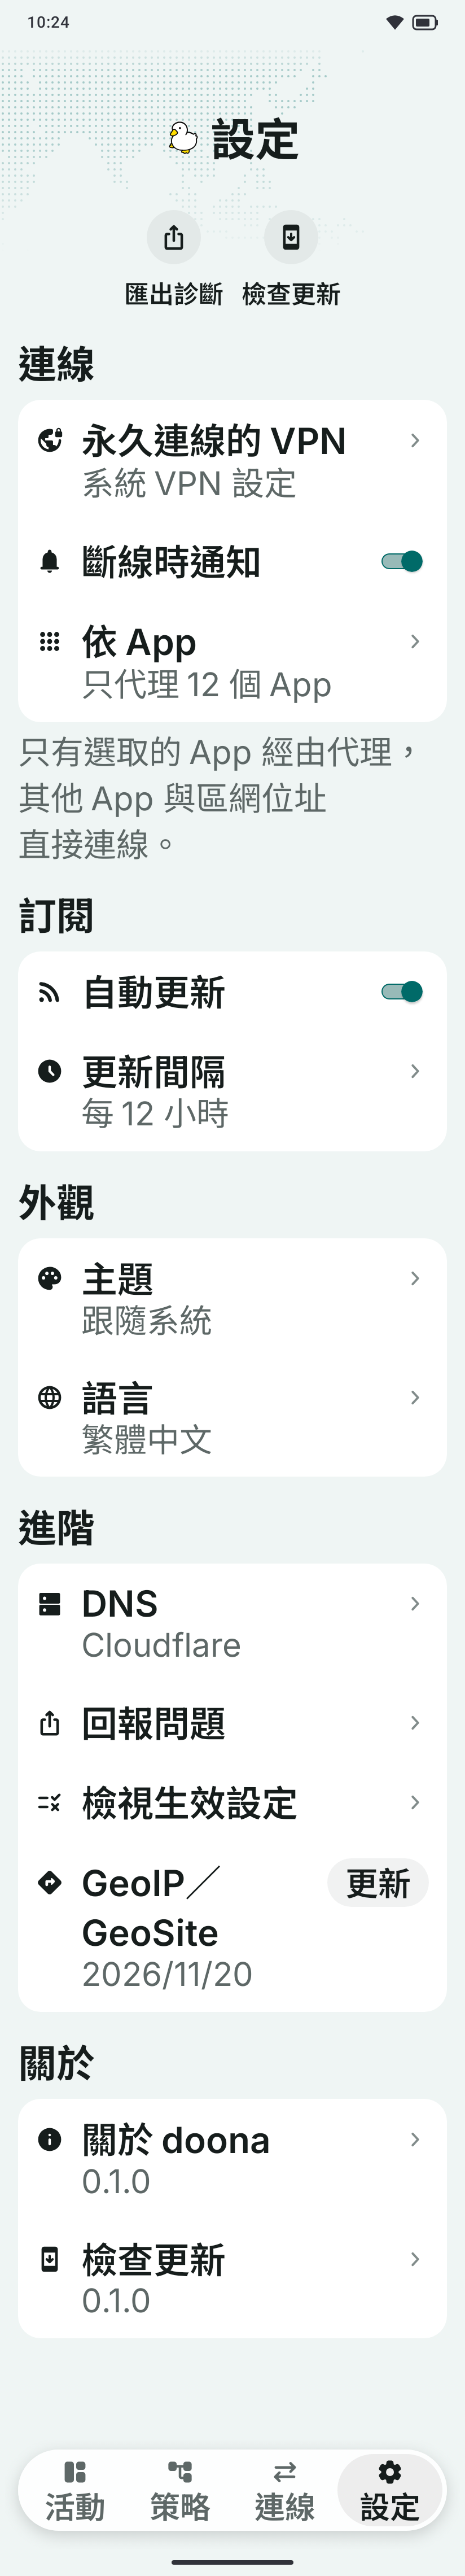 10:24
設定
匯出診斷
檢查更新
連線
永久連線的 VPN
系統 VPN 設定
斷線時通知
依 App
只代理 12 個 App
只有選取的 App 經由代理，
其他 App 與區網位址
直接連線。
訂閱
自動更新
更新間隔
每 12 小時
外觀
主題
跟隨系統
語言
繁體中文
進階
DNS
Cloudflare
回報問題
檢視生效設定
GeoIP／
GeoSite
更新
2026/11/20
關於
關於 doona
0.1.0
檢查更新
0.1.0
活動
策略
連線
設定